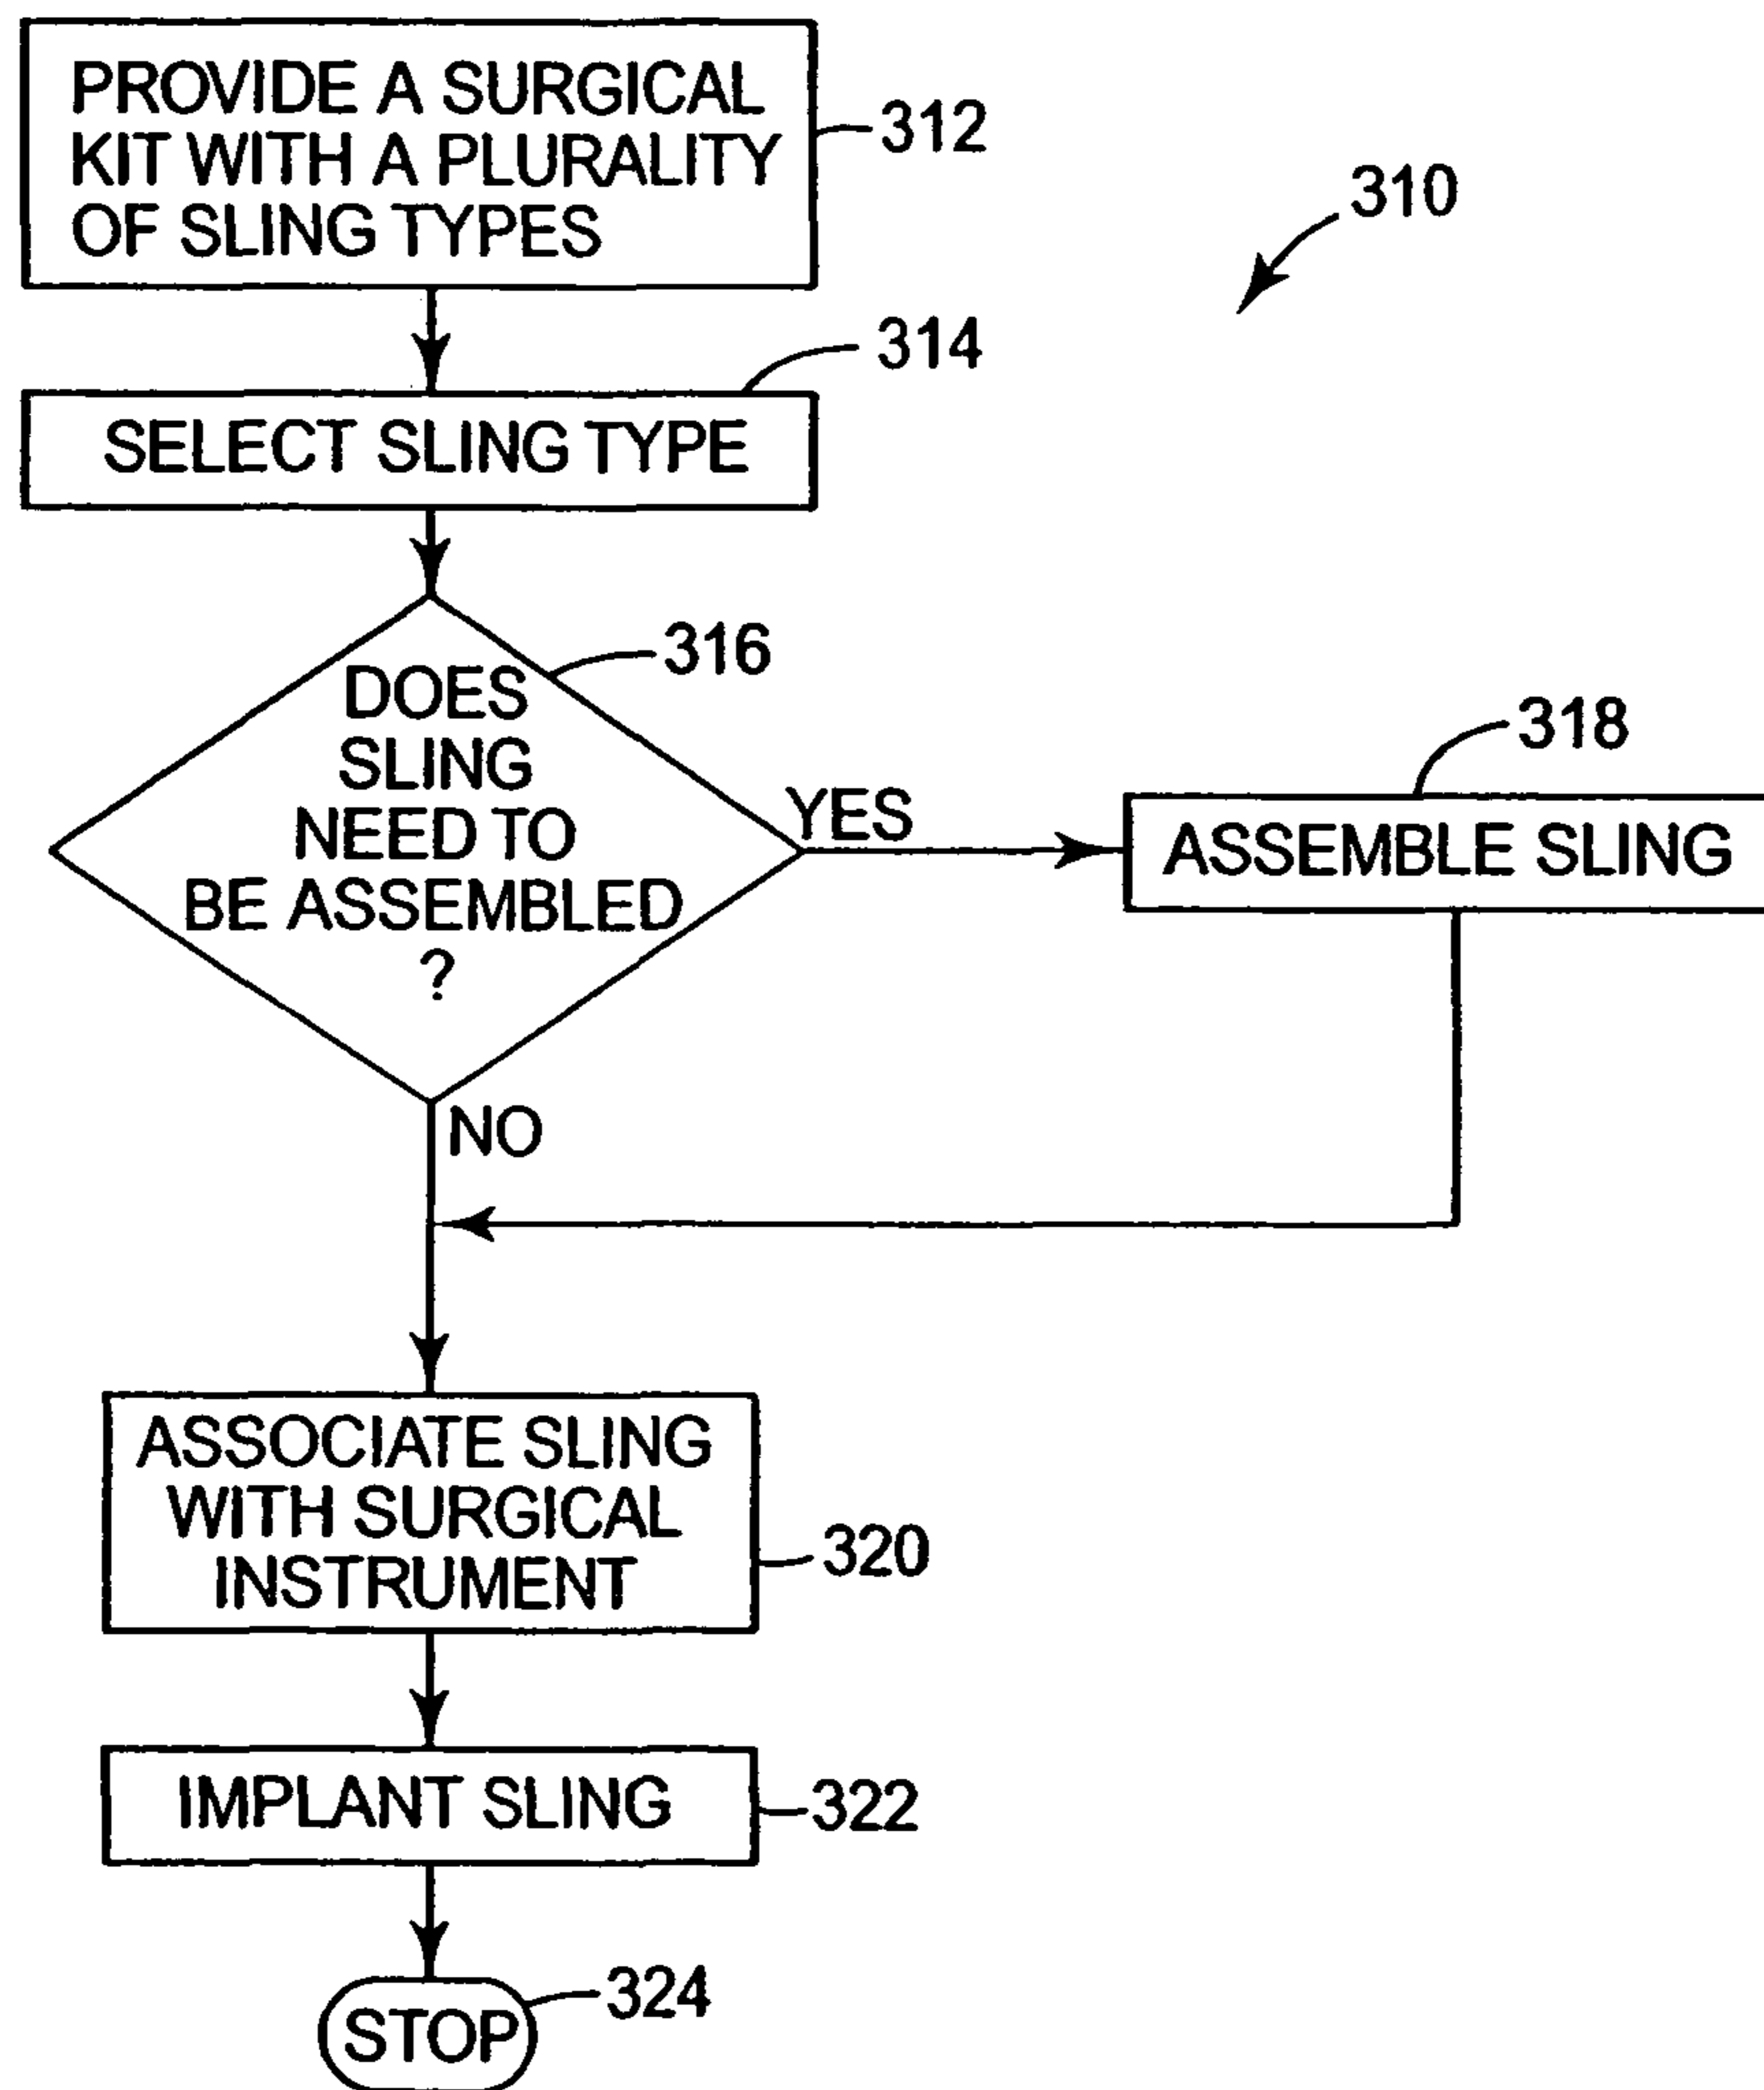 PROVIDE A SURGICAL
KIT WITH A PLURALITY
OF SLING TYPES
312
310
314
SELECT SLING TYPE
316
DOES
SLING
NEED TO
BE ASSEMBLED
?
YES
318
ASSEMBLE SLING
NO
ASSOCIATE SLING
WITH SURGICAL
INSTRUMENT
320
IMPLANT SLING
322
324
STOP